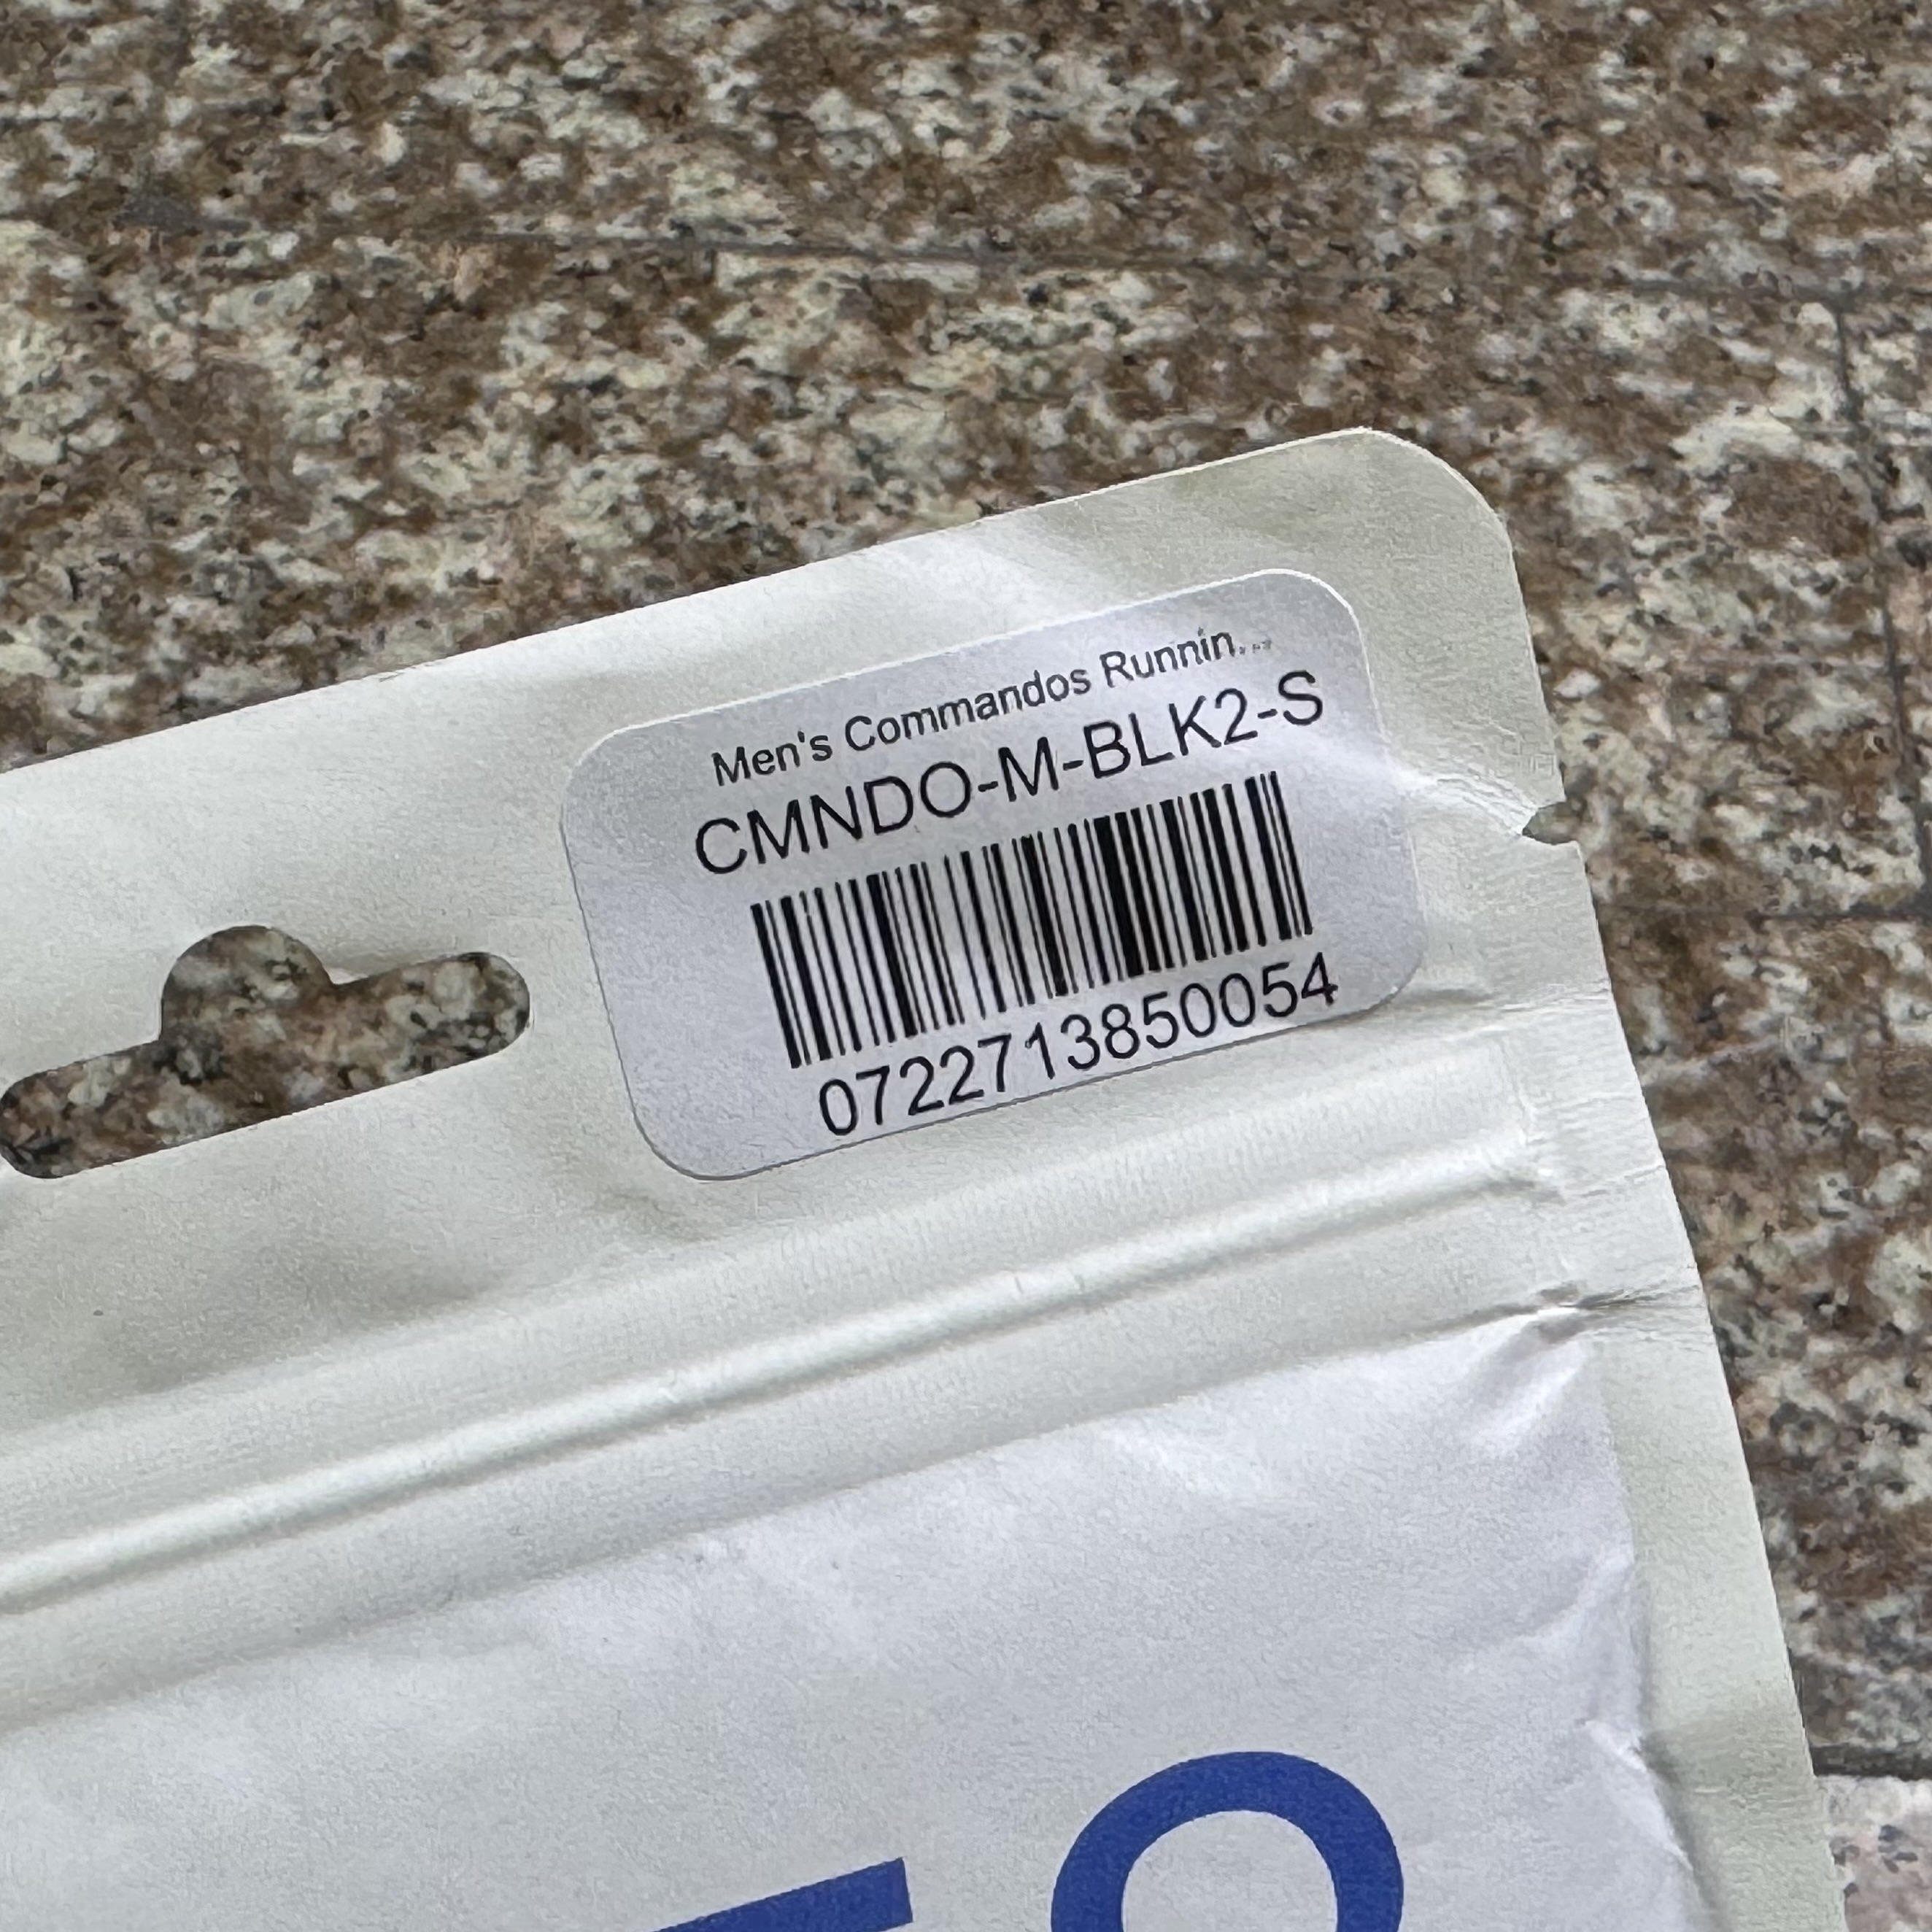 Men's Commandos Runnin...
CMNDO-M-BLK2-S
0722713850054